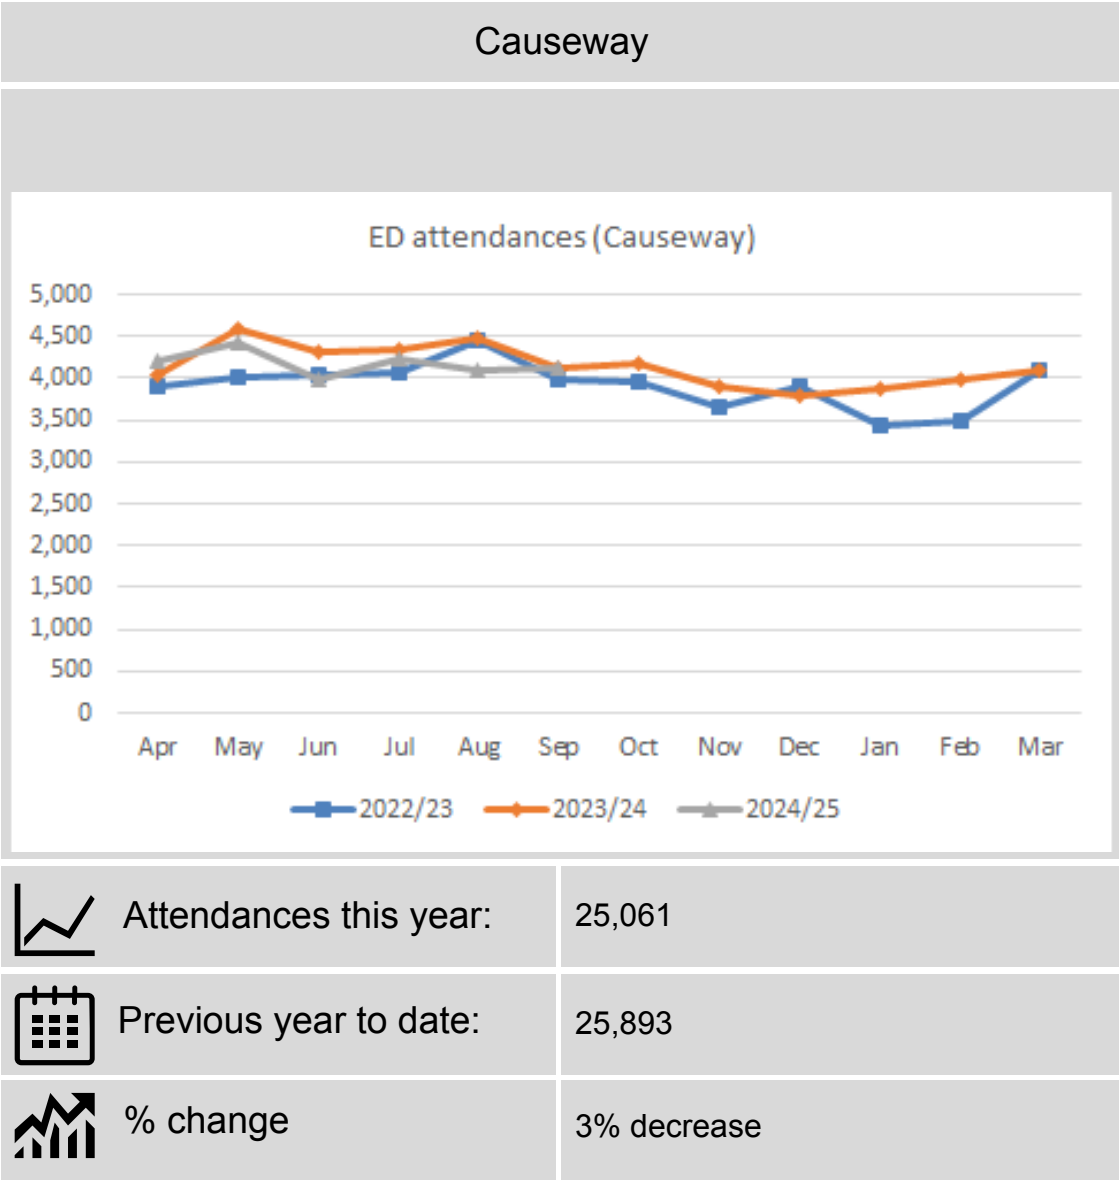 Causeway
ED attendances (Causeway)
5,000
4,500
4,000
3,500
3,000
2,500
2,000
1,500
1,000
500
0
Apr May Jun Jul Aug Sep Oct Nov Dec Jan Feb Mar
2022/23 2023/24 2024/25
Attendances this year: 25,061
Previous year to date: 25,893
% change 3% decrease